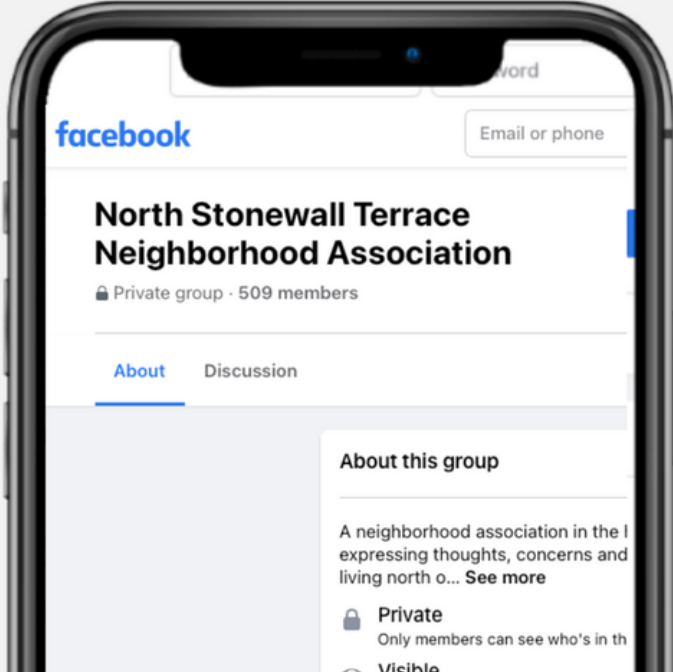 word
facebook
Email or phone
North Stonewall Terrace
Neighborhood Association
Private group · 509 members
About
Discussion
About this group
A neighborhood association in the
expressing thoughts, concerns and
living north o... See more
Private
Only members can see who's in th
Visible